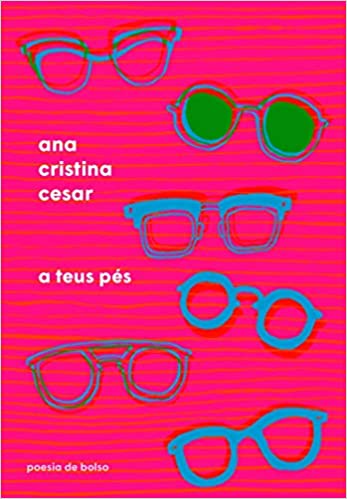 ana
cristina
cesar
a teus pés
poesia de bolso